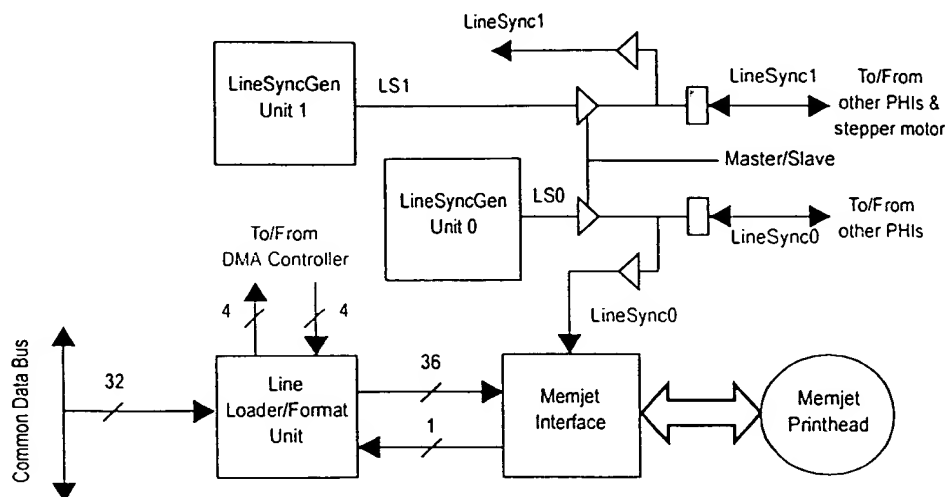 LineSync1
LineSyncGen
Unit 1
LS1
LineSync1
To/From
other PHIs &
stepper motor
Master/Slave
LineSyncGen
Unit 0
LS0
LineSync0
To/From
other PHIs
To/From
DMA Controller
4
4
LineSync0
Common Data Bus
32
Line
Loader/Format
Unit
36
1
Memjet
Interface
Memjet
Printhead